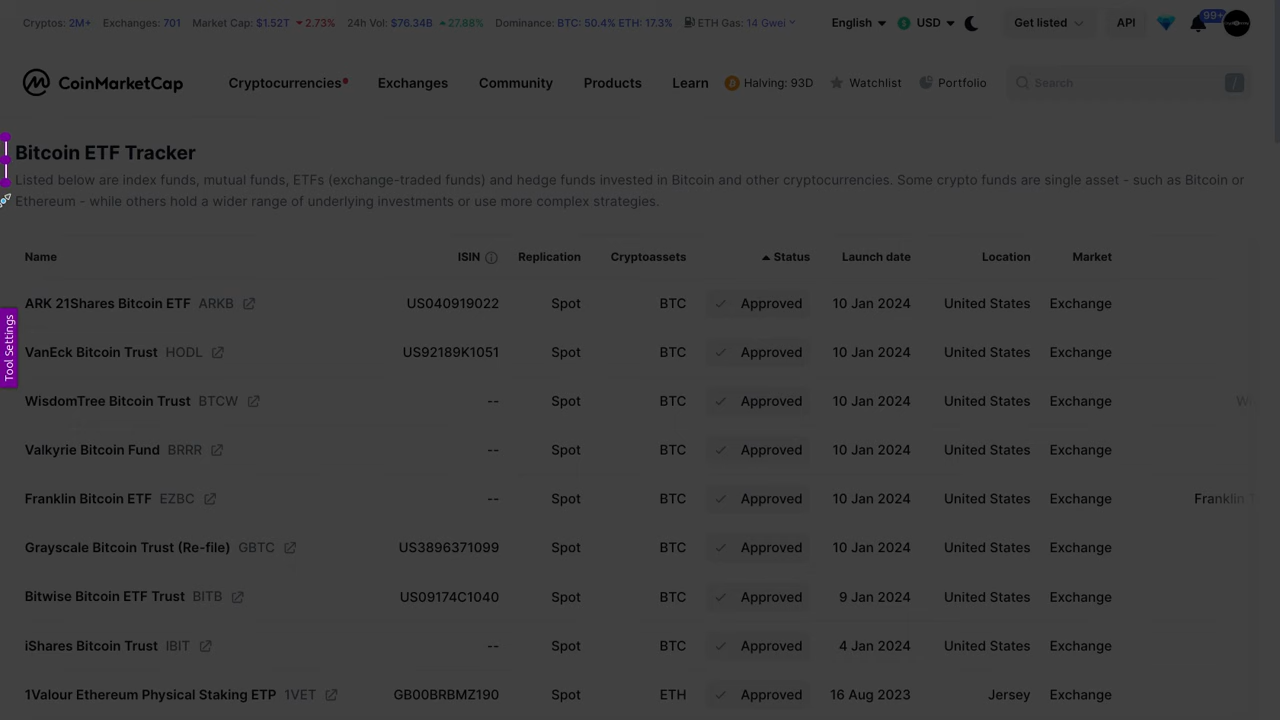 Cryptos: 2M+ Exchanges: 701 Market Cap: $1.52T 2.73% 24h Vol: $76.34B 27.88% Dominance: BTC: 50.4% ETH: 17.3% ETH Gas: 14 Gwei English USD Get listed API 99+
CoinMarketCap Cryptocurrencies Exchanges Community Products Learn Halving: 93D Watchlist Portfolio Search /
Bitcoin ETF Tracker
Listed below are index funds, mutual funds, ETFs (exchange-traded funds) and hedge funds invested in Bitcoin and other cryptocurrencies. Some crypto funds are single asset - such as Bitcoin or
Ethereum - while others hold a wider range of underlying investments or use more complex strategies.
Name ISIN Replication Cryptoassets Status Launch date Location Market
ARK 21Shares Bitcoin ETF ARKB US040919022 Spot BTC Approved 10 Jan 2024 United States Exchange
Tool Settings
VanEck Bitcoin Trust HODL US92189K1051 Spot BTC Approved 10 Jan 2024 United States Exchange
WisdomTree Bitcoin Trust BTCW -- Spot BTC Approved 10 Jan 2024 United States Exchange
Valkyrie Bitcoin Fund BRRR -- Spot BTC Approved 10 Jan 2024 United States Exchange
Franklin Bitcoin ETF EZBC -- Spot BTC Approved 10 Jan 2024 United States Exchange Franklin
Grayscale Bitcoin Trust (Re-file) GBTC US3896371099 Spot BTC Approved 10 Jan 2024 United States Exchange
Bitwise Bitcoin ETF Trust BITB US09174C1040 Spot BTC Approved 9 Jan 2024 United States Exchange
iShares Bitcoin Trust IBIT -- Spot BTC Approved 4 Jan 2024 United States Exchange
1Valour Ethereum Physical Staking ETP 1VET GB00BRBMZ190 Spot ETH Approved 16 Aug 2023 Jersey Exchange